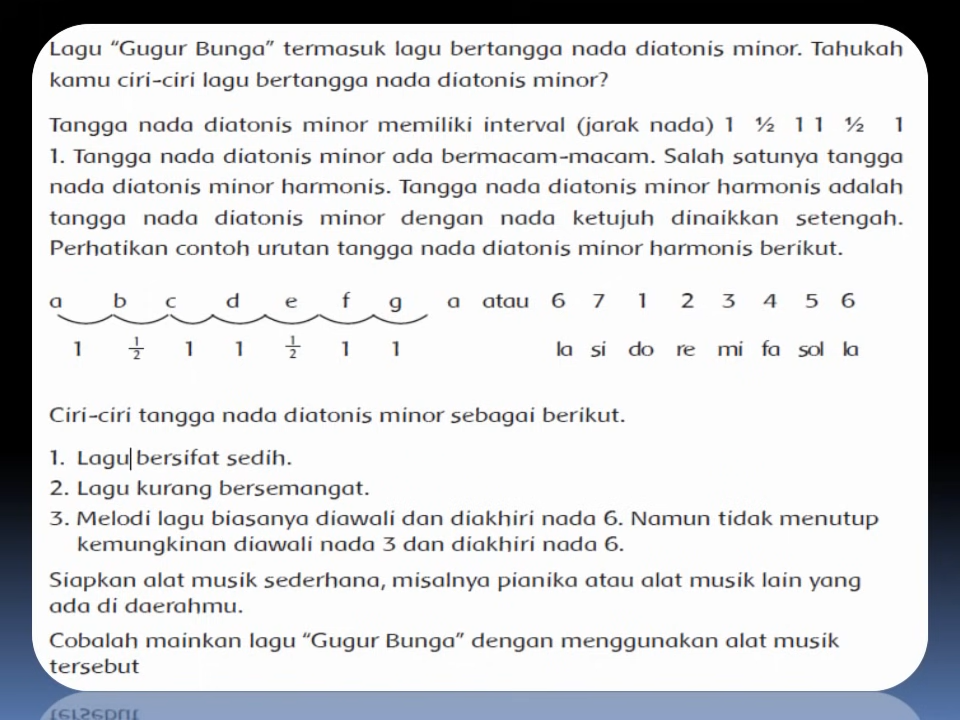 Lagu “Gugur Bunga” termasuk lagu bertangga nada diatonis minor. Tahukah
kamu ciri-ciri lagu bertangga nada diatonis minor?
Tangga nada diatonis minor memiliki interval (jarak nada) 1 ½ 1 1 ½ 1
1. Tangga nada diatonis minor ada bermacam-macam. Salah satunya tangga
nada diatonis minor harmonis. Tangga nada diatonis minor harmonis adalah
tangga nada diatonis minor dengan nada ketujuh dinaikkan setengah.
Perhatikan contoh urutan tangga nada diatonis minor harmonis berikut.
a b c d e f g a atau 6 7 1 2 3 4 5 6
1 ½ 1 1 ½ 1 1 la si do re mi fa sol la
Ciri-ciri tangga nada diatonis minor sebagai berikut.
1. Lagu bersifat sedih.
2. Lagu kurang bersemangat.
3. Melodi lagu biasanya diawali dan diakhiri nada 6. Namun tidak menutup
kemungkinan diawali nada 3 dan diakhiri nada 6.
Siapkan alat musik sederhana, misalnya pianika atau alat musik lain yang
ada di daerahmu.
Cobalah mainkan lagu “Gugur Bunga” dengan menggunakan alat musik
tersebut